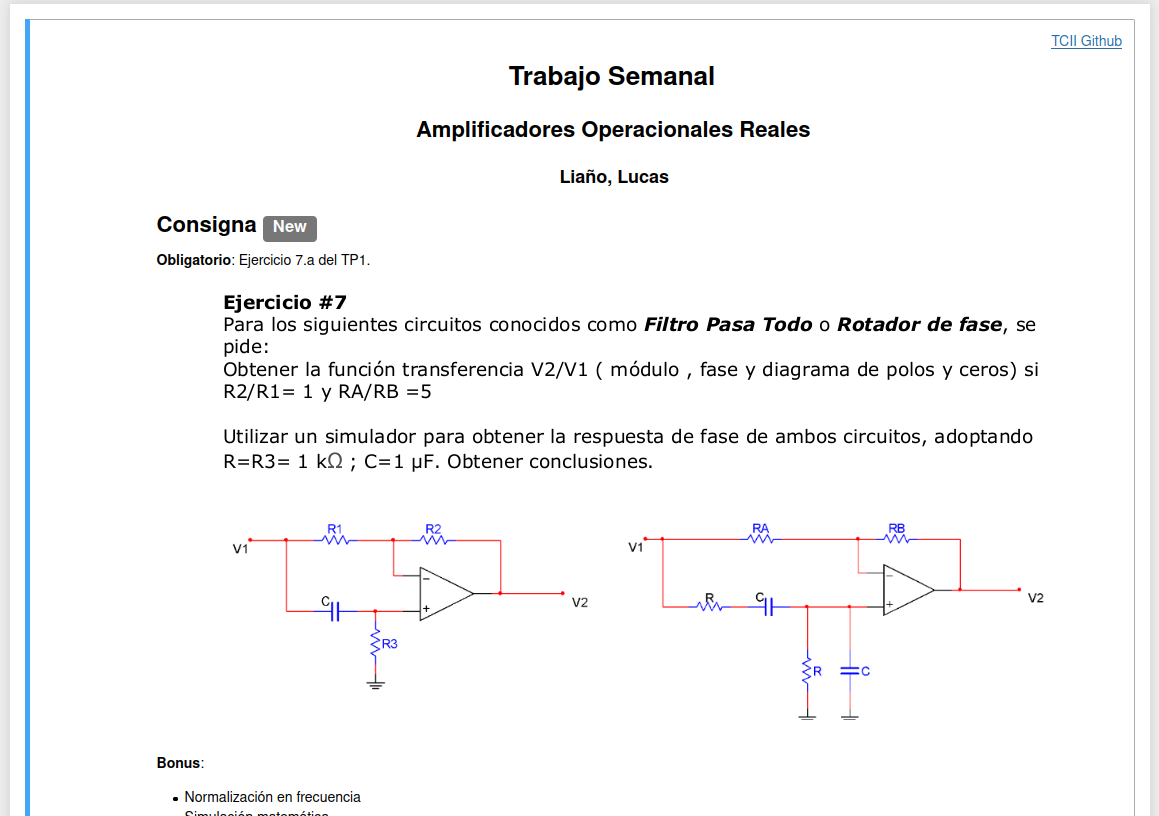 TCII Github
Trabajo Semanal
Amplificadores Operacionales Reales
Liaño, Lucas
Consigna New
Obligatorio: Ejercicio 7.a del TP1.
Ejercicio #7
Para los siguientes circuitos conocidos como Filtro Pasa Todo o Rotador de fase, se
pide:
Obtener la función transferencia V2/V1 ( módulo , fase y diagrama de polos y ceros) si
R2/R1= 1 y RA/RB =5
Utilizar un simulador para obtener la respuesta de fase de ambos circuitos, adoptando
R=R3= 1 kΩ ; C=1 µF. Obtener conclusiones.
R1
R2
V1
C
R3
V2
RA
RB
V1
R
C
R
C
V2
Bonus:
• Normalización en frecuencia
• Simulación matemática